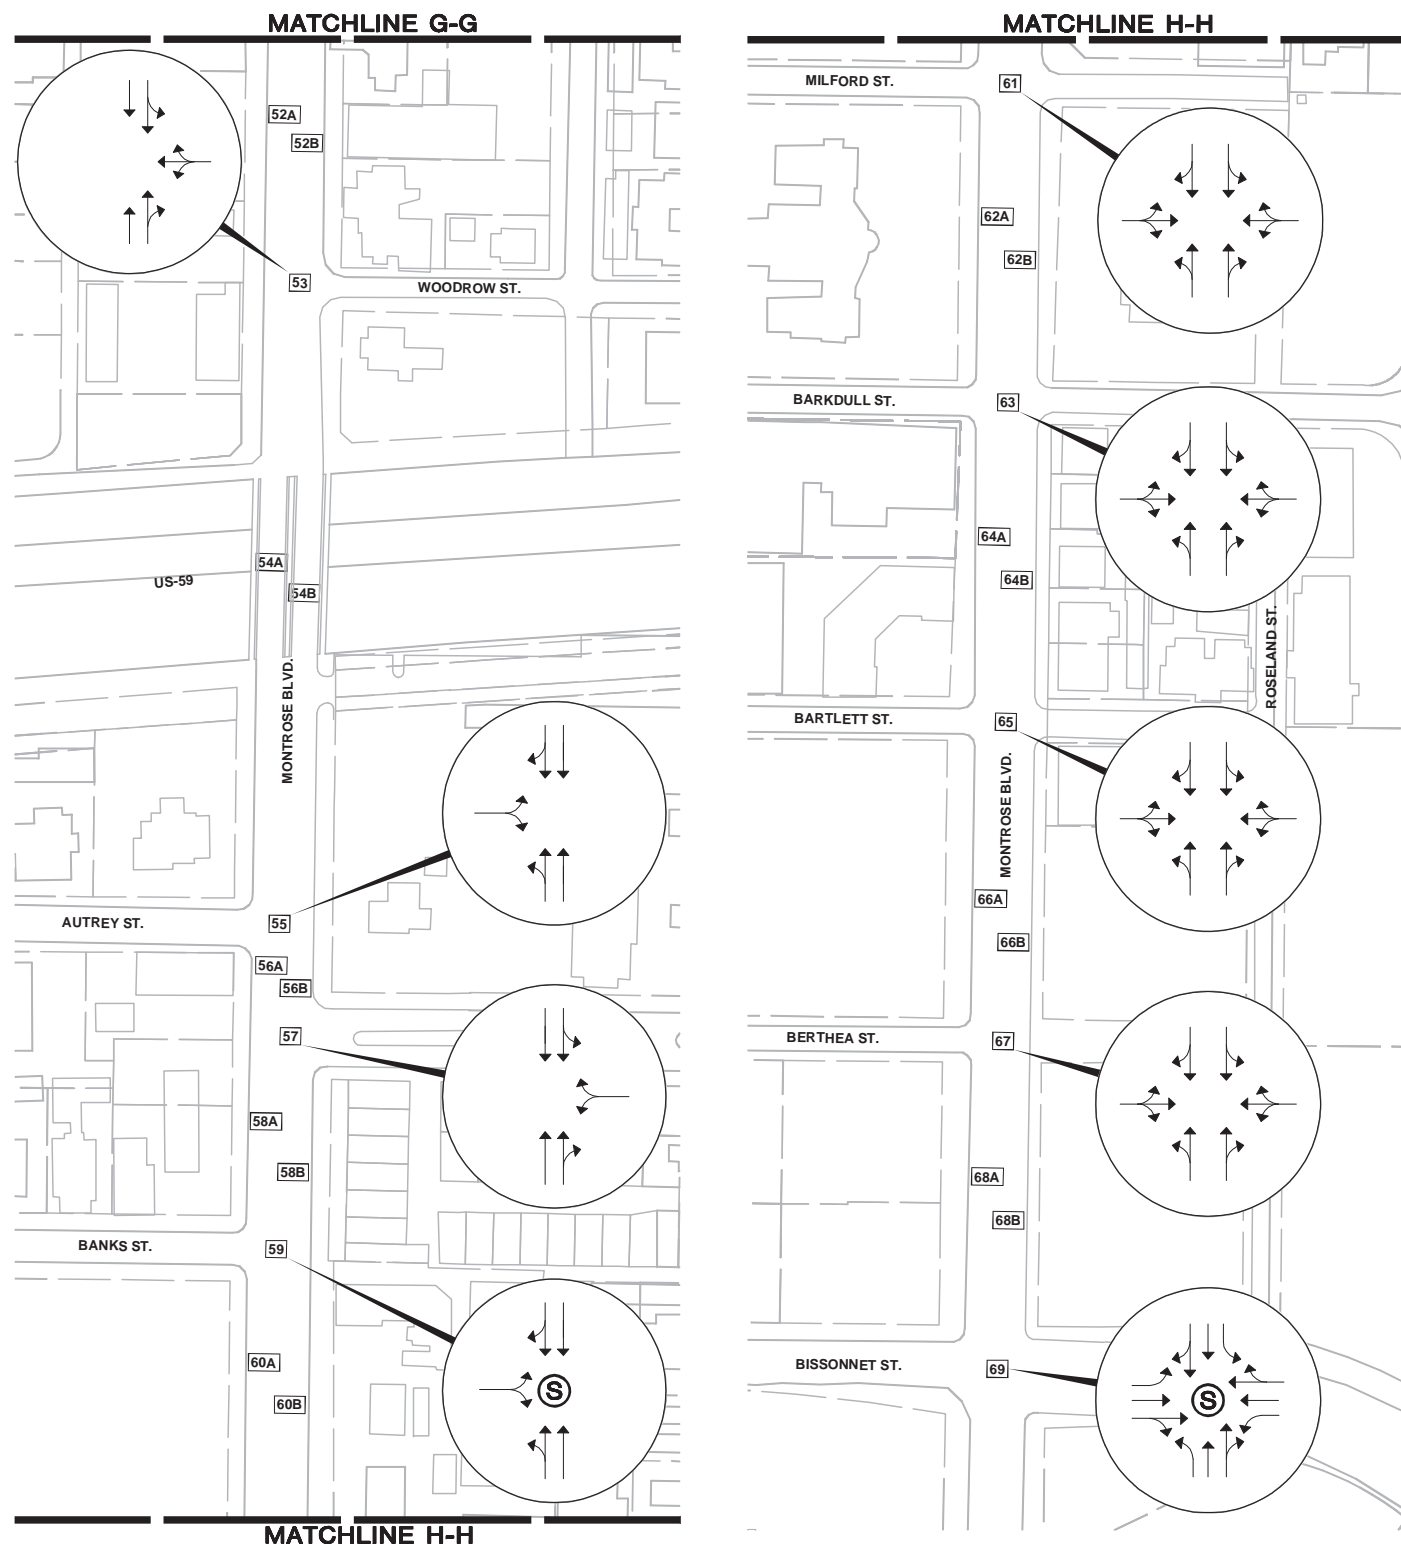 MATCHLINE G-G
52A
52B
53
WOODROW ST.
54A
US-59
54B
MONTROSE BLVD.
AUTREY ST.
55
56A
56B
57
58A
58B
BANKS ST.
59
S
60A
60B
MATCHLINE H-H
MATCHLINE H-H
MILFORD ST.
61
62A
62B
BARKDULL ST.
63
64A
64B
ROSELAND ST.
BARTLETT ST.
65
MONTROSE BLVD.
66A
66B
BERTHEA ST.
67
68A
68B
BISSONNET ST.
69
S